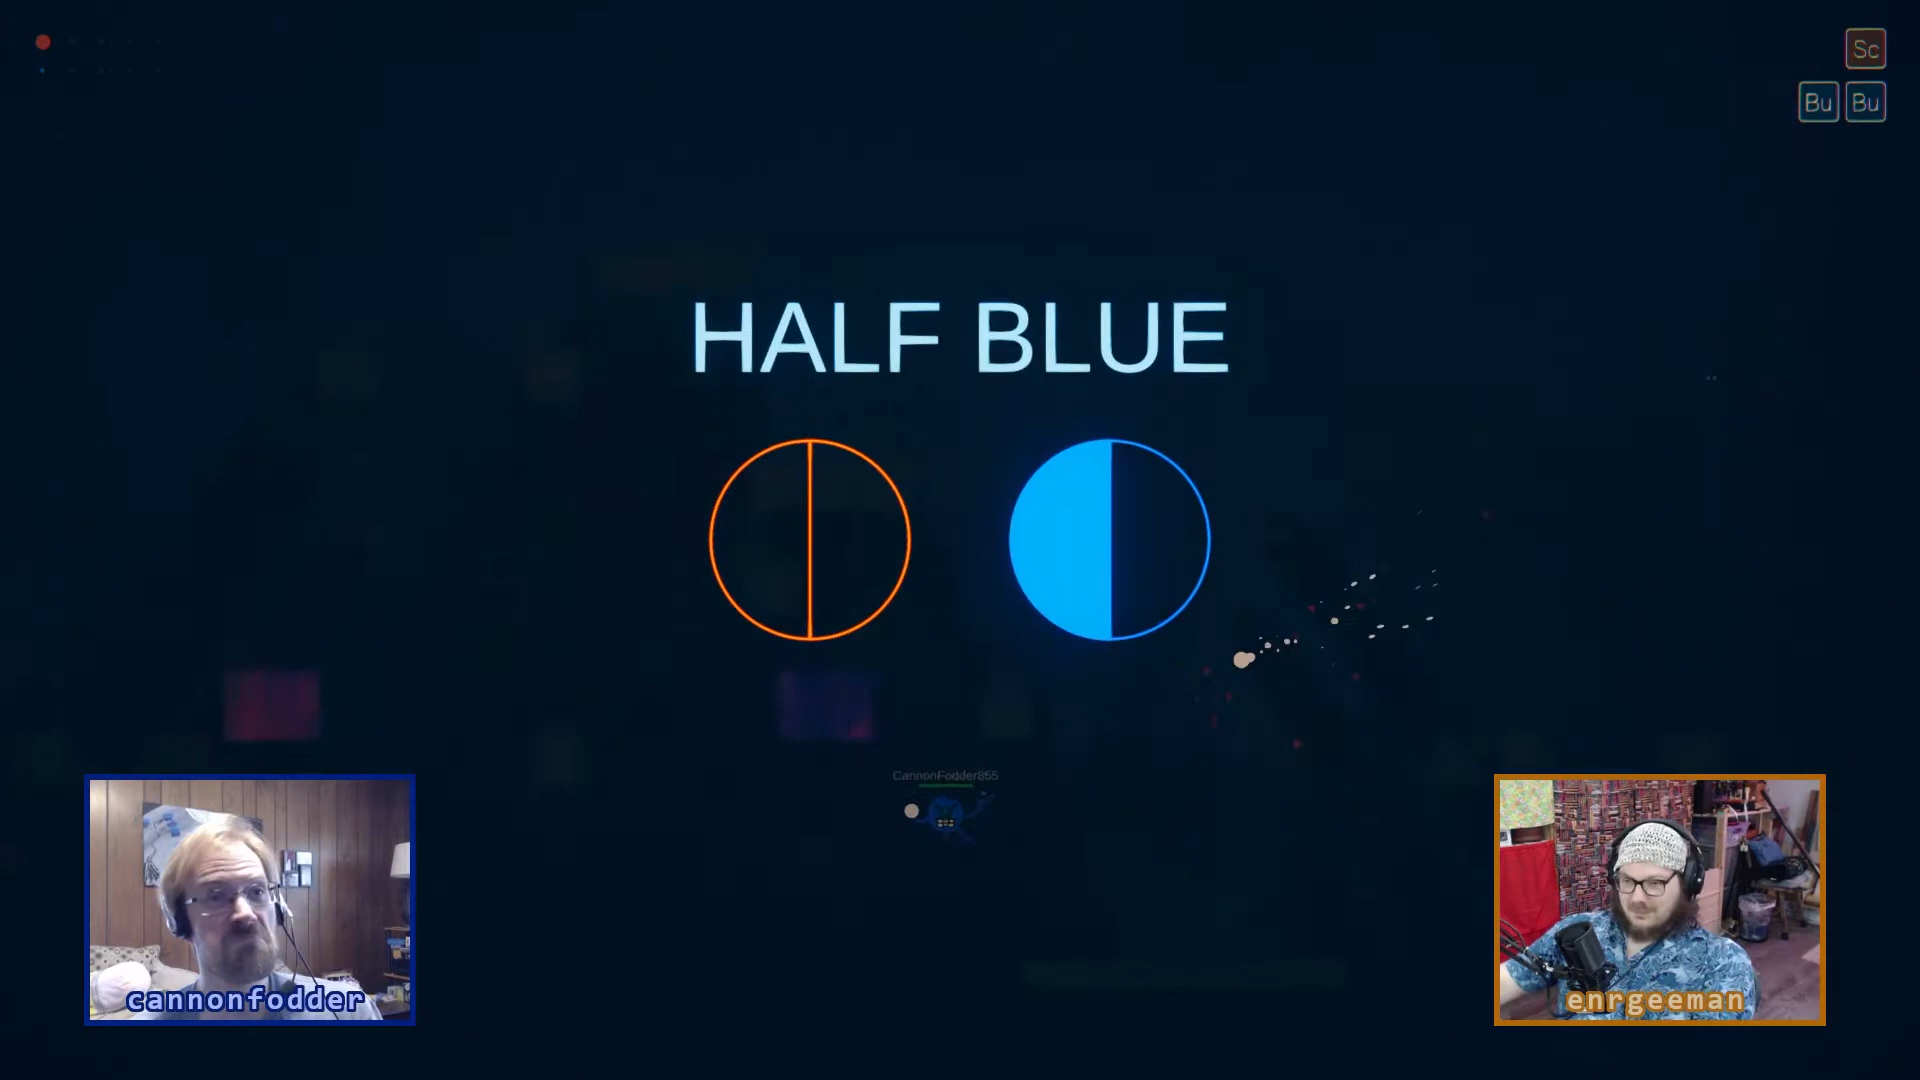 Sc
Bu Bu
HALF BLUE
CannonFodder855
cannonfodder
enrgeeman